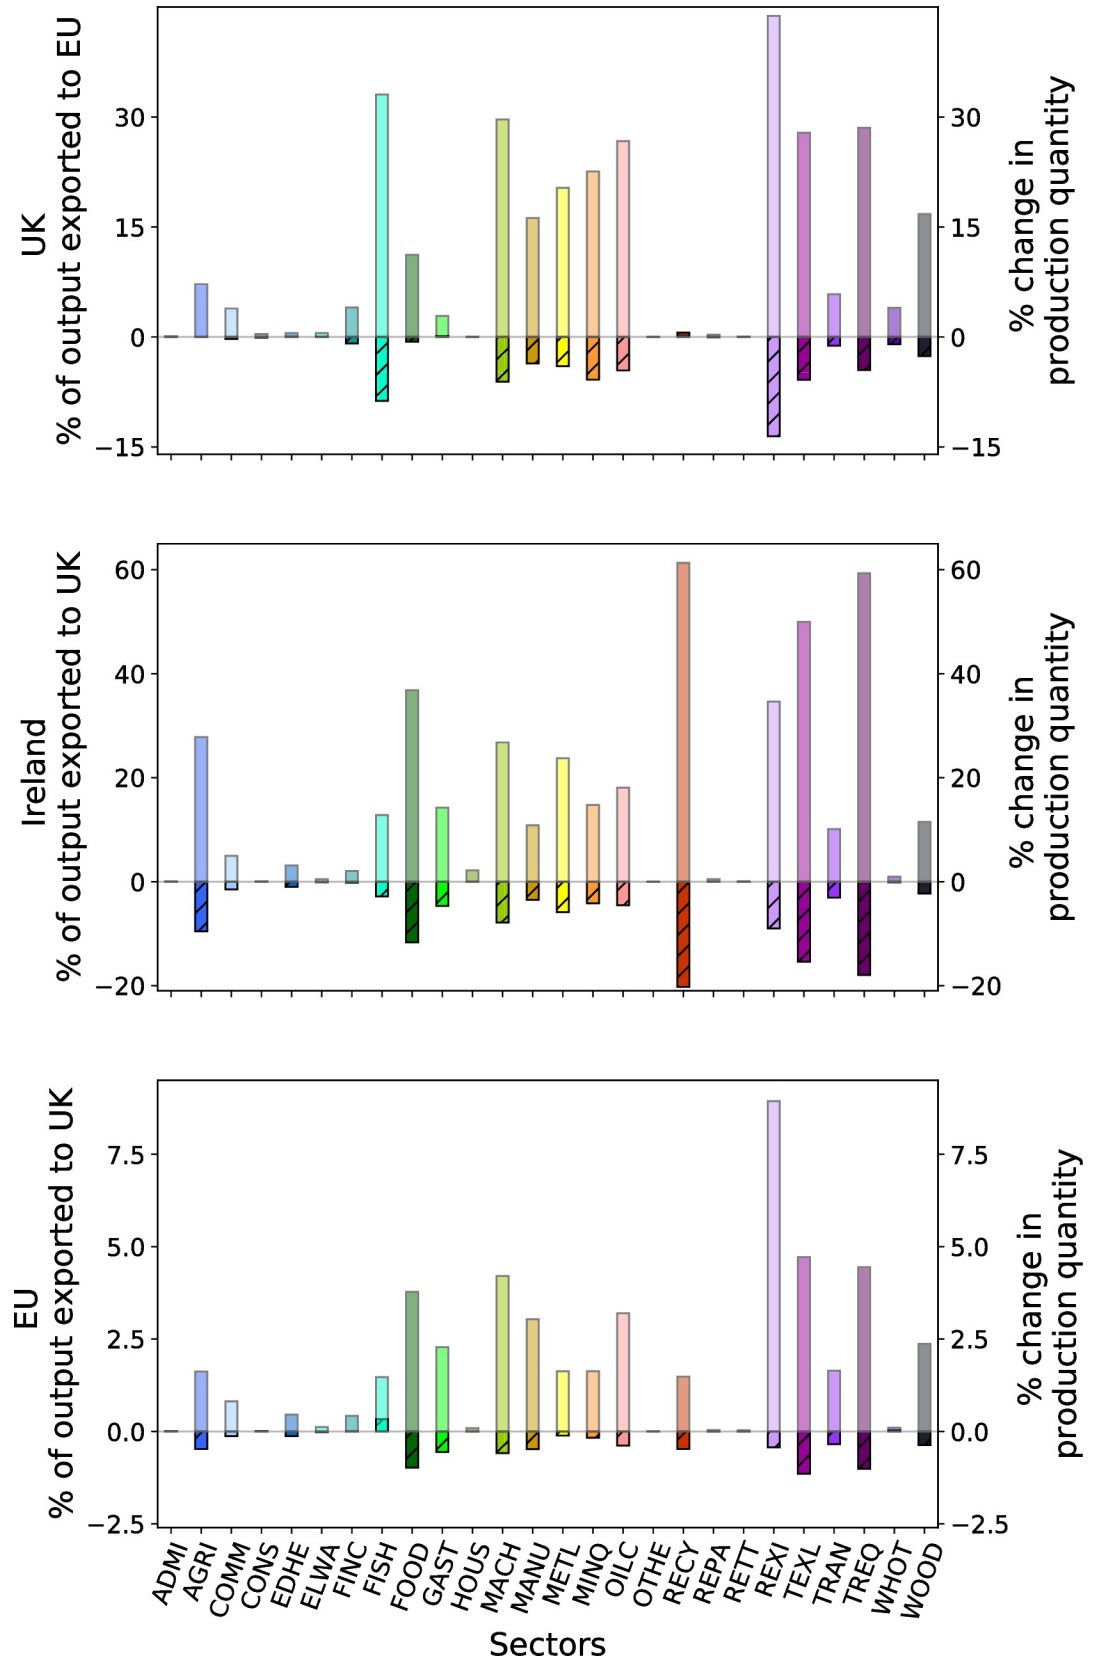 UK
% of output exported to EU
30
15
0
−15
30
15
0
−15
% change in
production quantity
Ireland
% of output exported to UK
60
40
20
0
−20
60
40
20
0
−20
% change in
production quantity
EU
% of output exported to UK
7.5
5.0
2.5
0.0
−2.5
7.5
5.0
2.5
0.0
−2.5
% change in
production quantity
ADMI
AGRI
COMM
CONS
EDHE
ELWA
FINC
FISH
FOOD
GAST
HOUS
MACH
MANU
METL
MINQ
OILC
OTHE
RECY
REPA
RETT
REXI
TEXL
TRAN
TREQ
WHOT
WOOD
Sectors